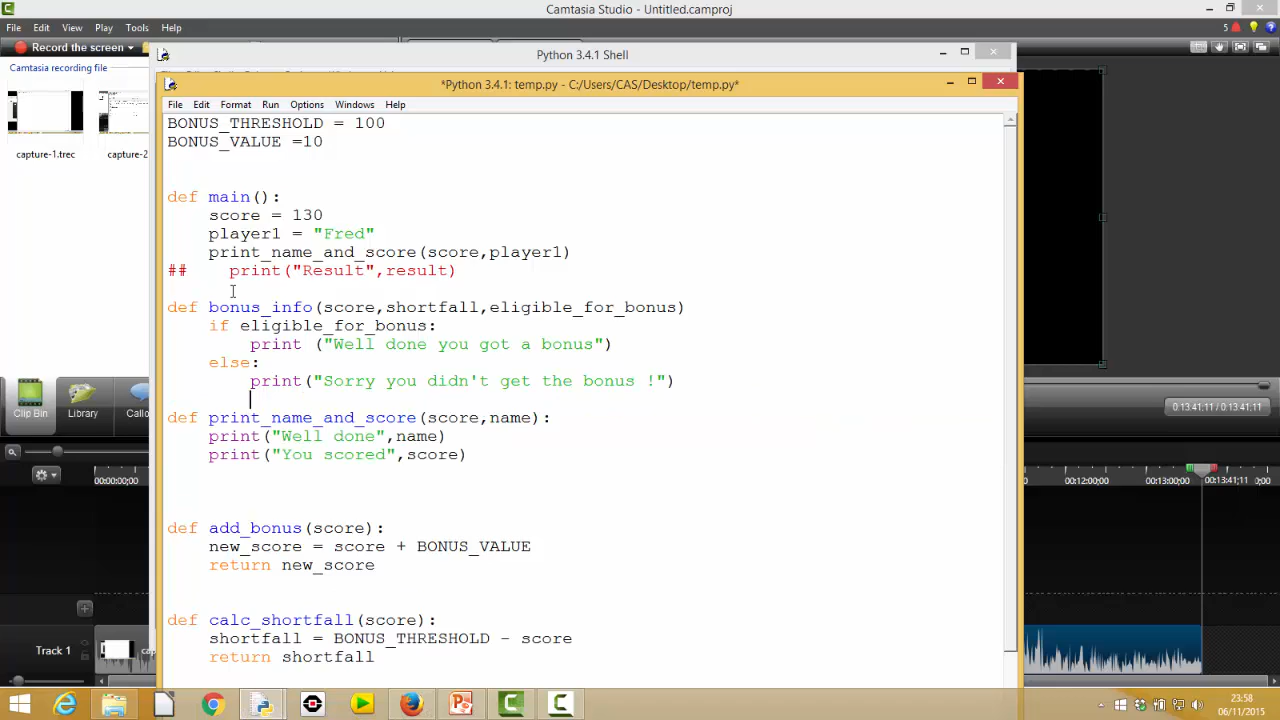 Camtasia Studio - Untitled.camproj
File Edit View Play Tools Help
5
Record the screen
Python 3.4.1 Shell
Camtasia recording file
capture-1.trec
capture-2
*Python 3.4.1: temp.py - C:/Users/CAS/Desktop/temp.py*
File Edit Format Run Options Windows Help
BONUS_THRESHOLD = 100
BONUS_VALUE =10
def main():
    score = 130
    player1 = "Fred"
    print_name_and_score(score,player1)
##    print("Result",result)
def bonus_info(score,shortfall,eligible_for_bonus)
    if eligible_for_bonus:
        print ("Well done you got a bonus")
    else:
        print("Sorry you didn't get the bonus !")
def print_name_and_score(score,name):
    print("Well done",name)
    print("You scored",score)
def add_bonus(score):
    new_score = score + BONUS_VALUE
    return new_score
def calc_shortfall(score):
    shortfall = BONUS_THRESHOLD - score
    return shortfall
Clip Bin
Library
Callo
0:13:41;11 / 0:13:41;11
00:00:00;00
00:12:00;00
00:13:00;00
00:13:41;11
;00
Track 1
23:58
06/11/2015